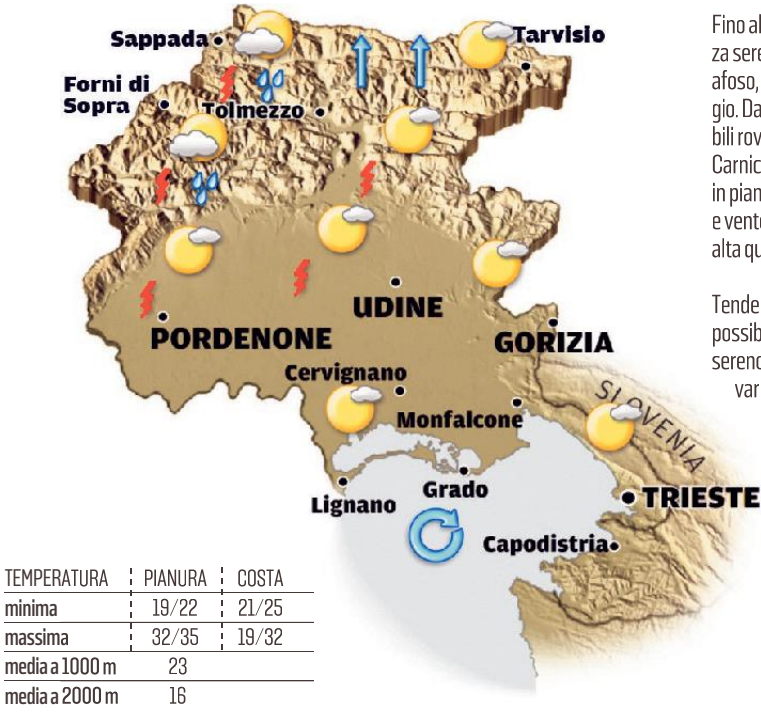 Sappada
Tarvisio
Forni di
Sopra
Tolmezzo
UDINE
PORDENONE
GORIZIA
Cervignano
SLOVENIA
Monfalcone
Lignano
Grado
TRIESTE
Capodistria
TEMPERATURA PIANURA COSTA
minima 19/22 21/25
massima 32/35 19/32
media a 1000 m 23
media a 2000 m 16
Fino al
za sere
afoso,
gio. Da
bili rov
Carnic
in pian
e vento
alta qu
Tende
possib
sereno
var